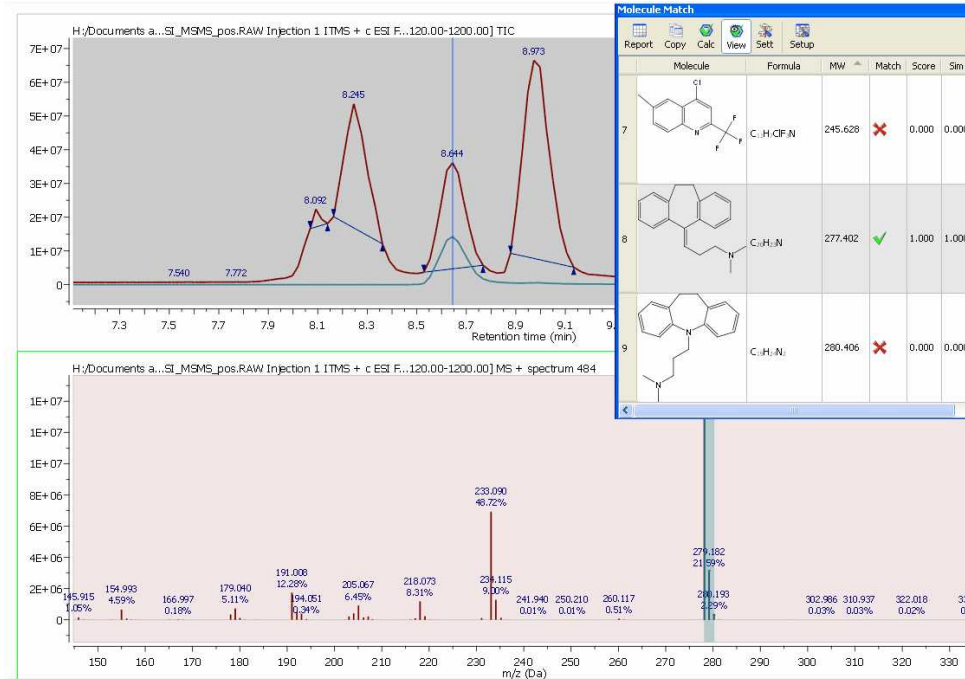 H:/Documents a...SI_MSMS_pos.RAW Injection 1 ITMS + c ESI F...120.00-1200.00] TIC
7E+07
6E+07
5E+07
4E+07
3E+07
2E+07
1E+07
0
7.540
7.772
8.092
8.245
8.644
8.973
7.3 7.5 7.7 7.9 8.1 8.3 8.5 8.7 8.9 9.1
Retention time (min)
Molecule Match
Report Copy Calc View Sett Setup
Molecule Formula MW Match Score Sim
7 245.628 0.000 0.000
Cl
N
F
F
F
8 C₂₀H₂₃N 277.402 1.000 1.000
N
9 C₁₉H₂₄N₂ 280.406 0.000 0.000
N
N
H:/Documents a...SI_MSMS_pos.RAW Injection 1 ITMS + c ESI F...120.00-1200.00] MS + spectrum 484
1E+07
1E+07
1E+07
8E+06
6E+06
4E+06
2E+06
0
1.05%
154.993
4.59%
166.997
0.18%
179.040
5.11%
191.008
12.28%
194.051
0.34%
205.067
6.45%
218.073
8.31%
233.090
48.72%
234.115
9.00%
241.940
0.01%
250.210
0.01%
260.117
0.51%
279.182
21.59%
280.193
2.29%
302.986
0.03%
310.937
0.03%
322.018
0.02%
150 160 170 180 190 200 210 220 230 240 250 260 270 280 290 300 310 320 330
m/z (Da)